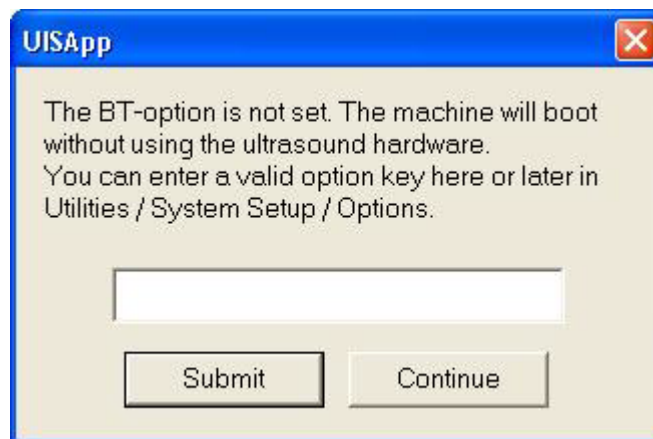 UISApp
The BT-option is not set. The machine will boot
without using the ultrasound hardware.
You can enter a valid option key here or later in
Utilities / System Setup / Options.
Submit Continue